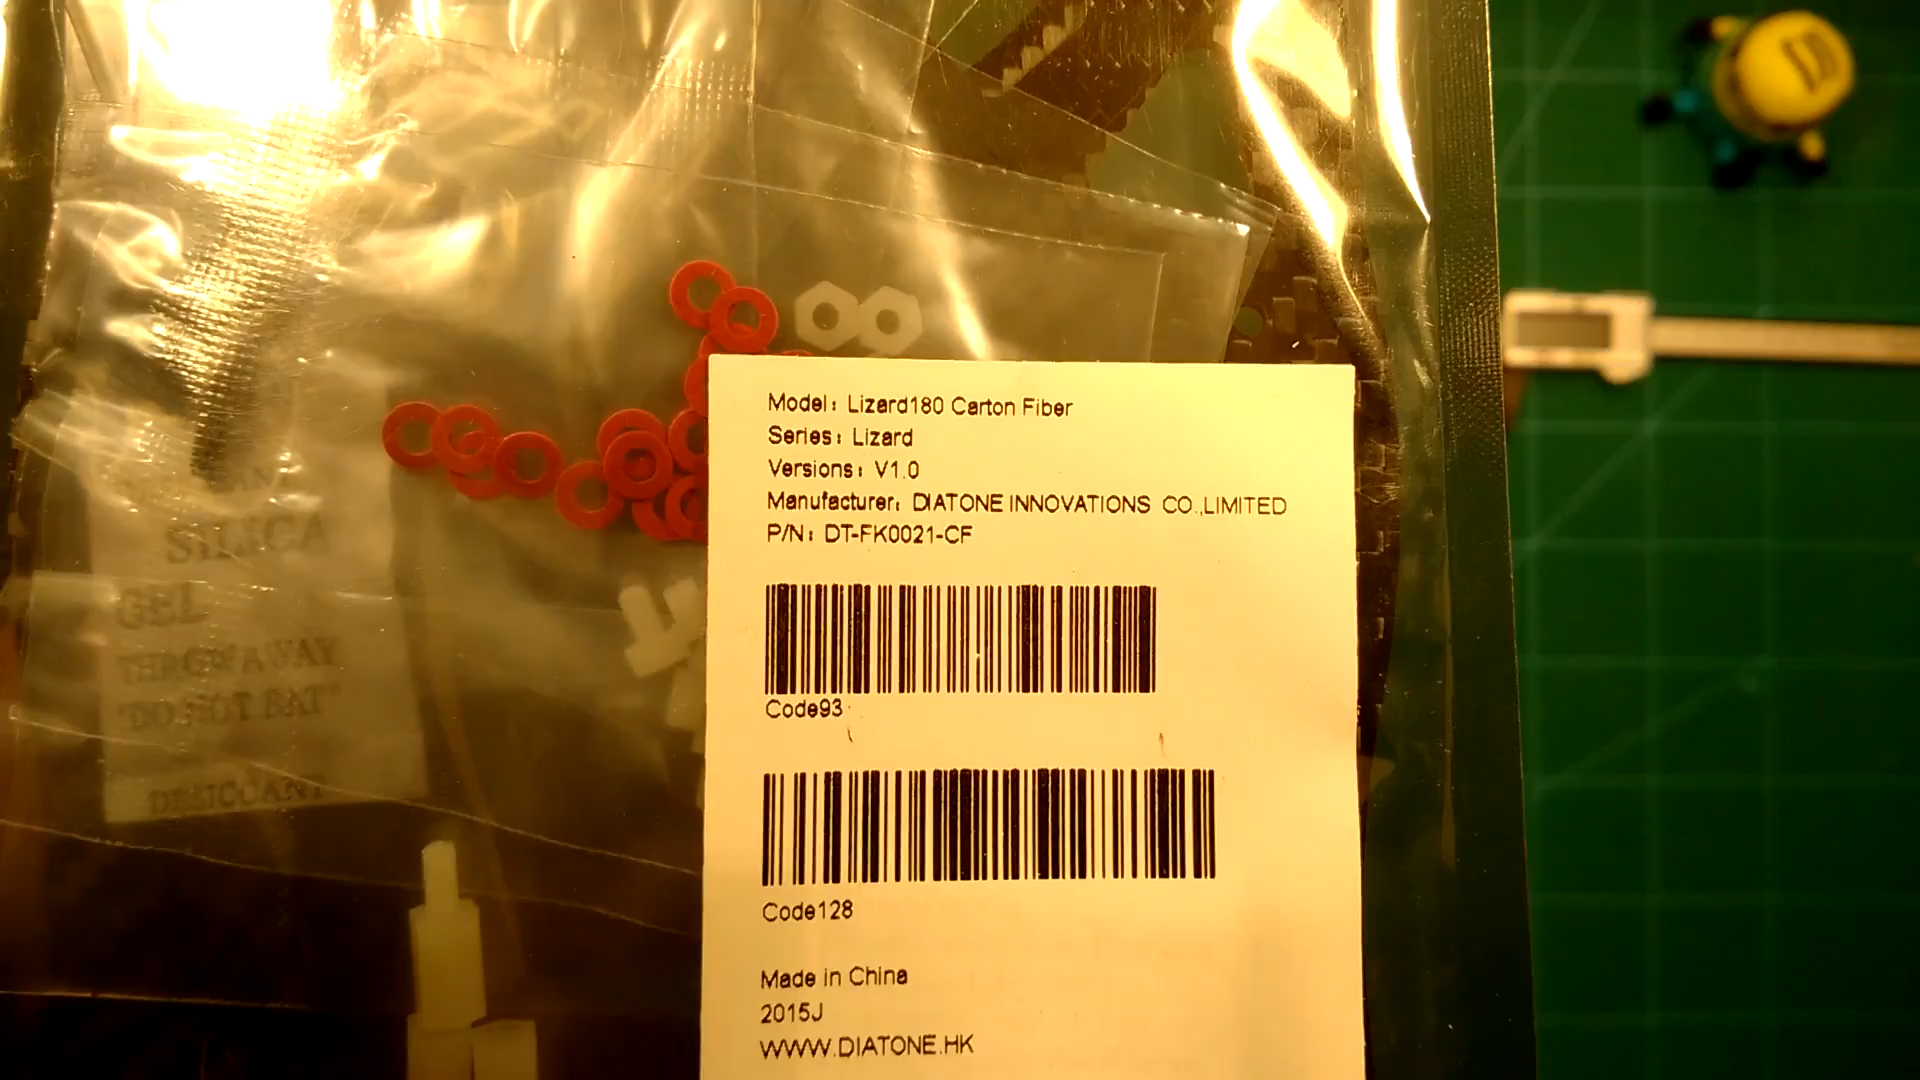 Model: Lizard180 Carton Fiber
Series: Lizard
Versions: V1.0
Manufacturer: DIATONE INNOVATIONS CO.,LIMITED
P/N: DT-FK0021-CF
Code93
Code128
Made in China
2015J
WWW.DIATONE.HK
SILICA
GEL
THROW AWAY
"DO NOT EAT"
DESICCANT